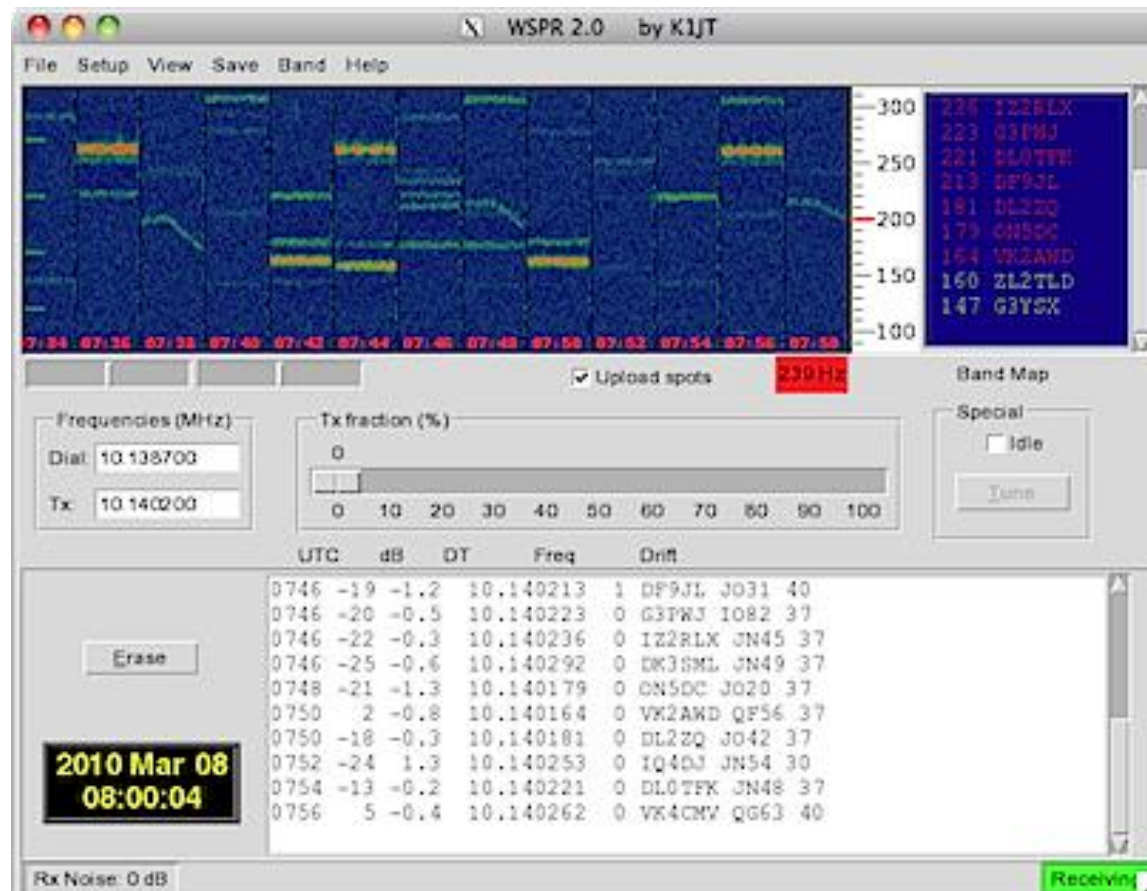 WSPR 2.0 by K1JT
File Setup View Save Band Help
300
250
200
150
100
236 IZ2RLX
223 G3PWJ
221 DL0TFK
213 DF9JL
181 DL2ZQ
179 ON5DC
164 VK2AWD
160 ZL2TLD
147 G3YSX
07:34 07:36 07:38 07:40 07:42 07:44 07:46 07:48 07:50 07:52 07:54 07:56 07:58
Upload spots
239 Hz
Band Map
Frequencies (MHz)
Dial: 10.138700
Tx: 10.140200
Tx fraction (%)
0
0 10 20 30 40 50 60 70 80 90 100
Special
Idle
Tune
UTC dB DT Freq Drift
0746 -19 -1.2 10.140213 1 DF9JL JO31 40
0746 -20 -0.5 10.140223 0 G3PWJ IO82 37
0746 -22 -0.3 10.140236 0 IZ2RLX JN45 37
0746 -25 -0.6 10.140292 0 DK3SML JN49 37
0748 -21 -1.3 10.140179 0 ON5DC JO20 37
0750 2 -0.8 10.140164 0 VK2AWD QF56 37
0750 -18 -0.3 10.140181 0 DL2ZQ JO42 37
0752 -24 1.3 10.140253 0 IQ4DJ JN54 30
0754 -13 -0.2 10.140221 0 DL0TFK JN48 37
0756 5 -0.4 10.140262 0 VK4CMV QG63 40
Erase
2010 Mar 08
08:00:04
Rx Noise: 0 dB
Receiving